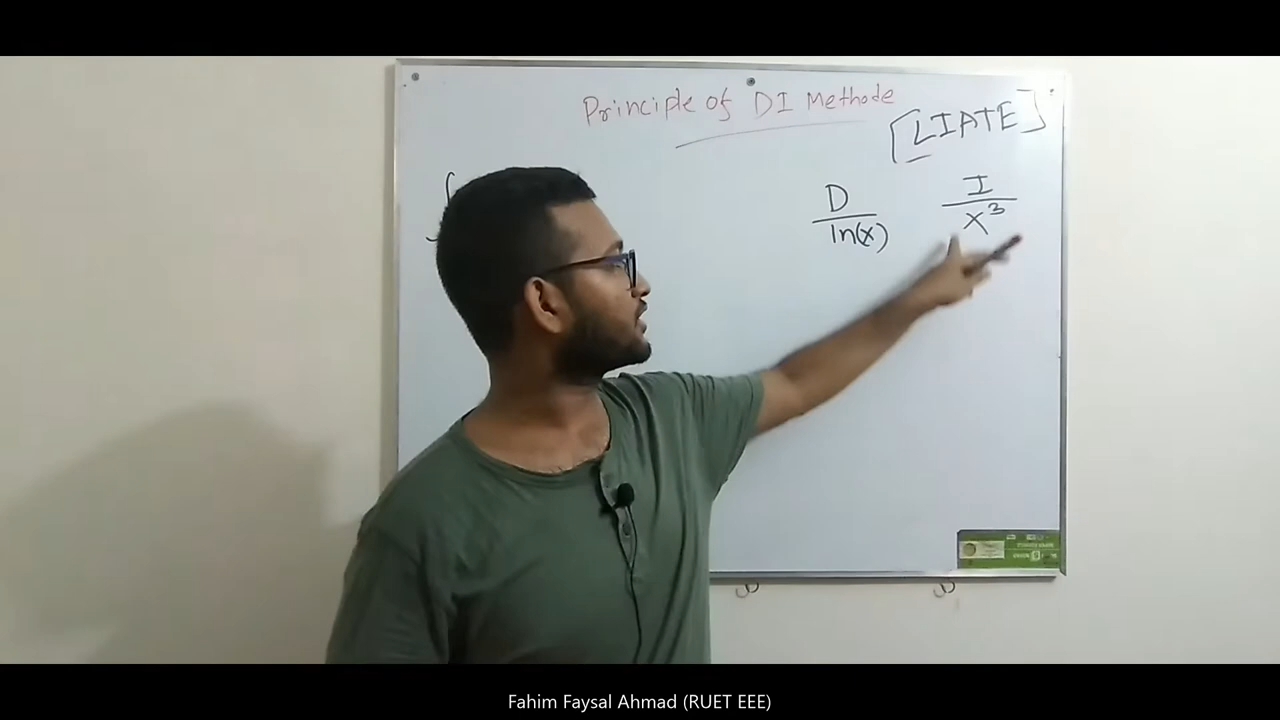 Principle of DI Methode
[LIATE]
D
I
ln(x)
x³
Fahim Faysal Ahmad (RUET EEE)